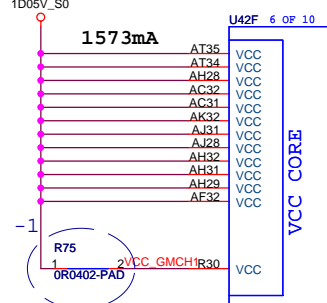 1D05V_S0
U42F 6 OF 10
1573mA
AT35 VCC
AT34 VCC
AH28 VCC
AC32 VCC
AC31 VCC
AK32 VCC
AJ31 VCC
AJ28 VCC
AH32 VCC
AH31 VCC
AH29 VCC
AF32 VCC
VCC CORE
-1
R75
1 2 VCC_GMCH1 R30 VCC
0R0402-PAD